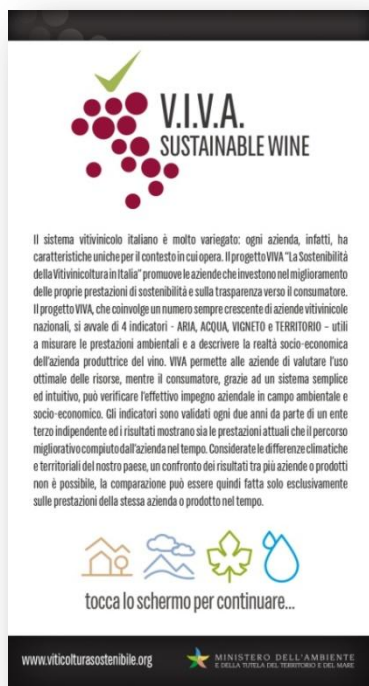 V.I.V.A.
SUSTAINABLE WINE
Il sistema vitivinicolo italiano è molto variegato: ogni azienda, infatti, ha
caratteristiche uniche per il contesto in cui opera. Il progetto VIVA "La Sostenibilità
della Vitivinicoltura in Italia" promuove le aziende che investono nel miglioramento
delle proprie prestazioni di sostenibilità e sulla trasparenza verso il consumatore.
Il progetto VIVA, che coinvolge un numero sempre crescente di aziende vitivinicole
nazionali, si avvale di 4 indicatori - ARIA, ACQUA, VIGNETO e TERRITORIO – utili
a misurare le prestazioni ambientali e a descrivere la realtà socio-economica
dell'azienda produttrice del vino. VIVA permette alle aziende di valutare l'uso
ottimale delle risorse, mentre il consumatore, grazie ad un sistema semplice
ed intuitivo, può verificare l'effettivo impegno aziendale in campo ambientale e
socio-economico. Gli indicatori sono validati ogni due anni da parte di un ente
terzo indipendente ed i risultati mostrano sia le prestazioni attuali che il percorso
migliorativo compiuto dall'azienda nel tempo. Considerate le differenze climatiche
e territoriali del nostro paese, un confronto dei risultati tra più aziende o prodotti
non è possibile, la comparazione può essere quindi fatta solo esclusivamente
sulle prestazioni della stessa azienda o prodotto nel tempo.
tocca lo schermo per continuare...
www.viticolturasostenibile.org
MINISTERO DELL'AMBIENTE
E DELLA TUTELA DEL TERRITORIO E DEL MARE